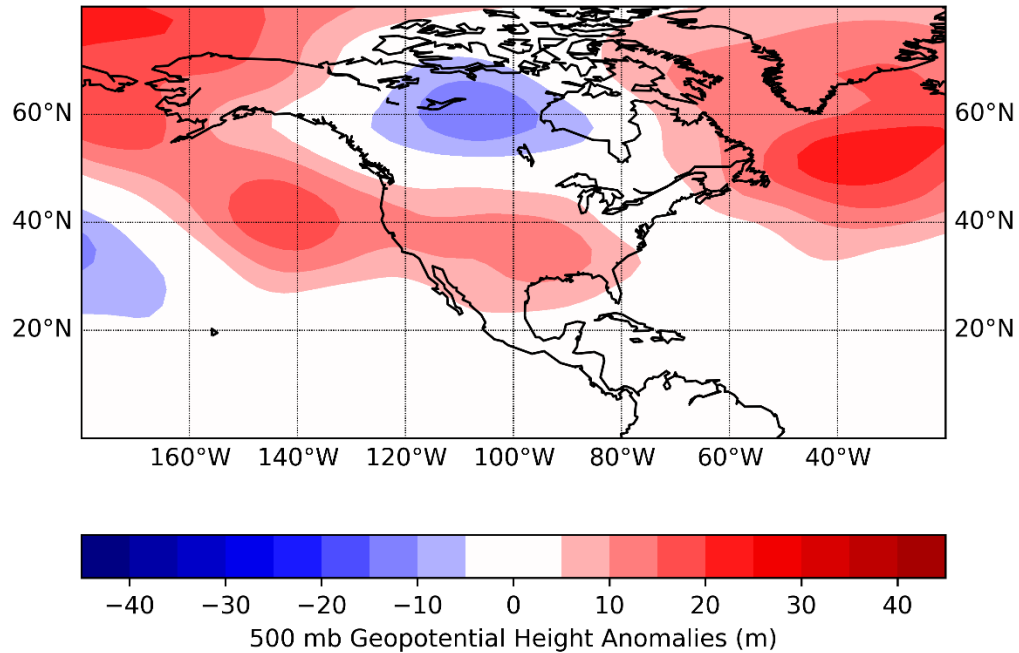 60°N 60°N
40°N 40°N
20°N 20°N
160°W 140°W 120°W 100°W 80°W 60°W 40°W
−40 −30 −20 −10 0 10 20 30 40
500 mb Geopotential Height Anomalies (m)